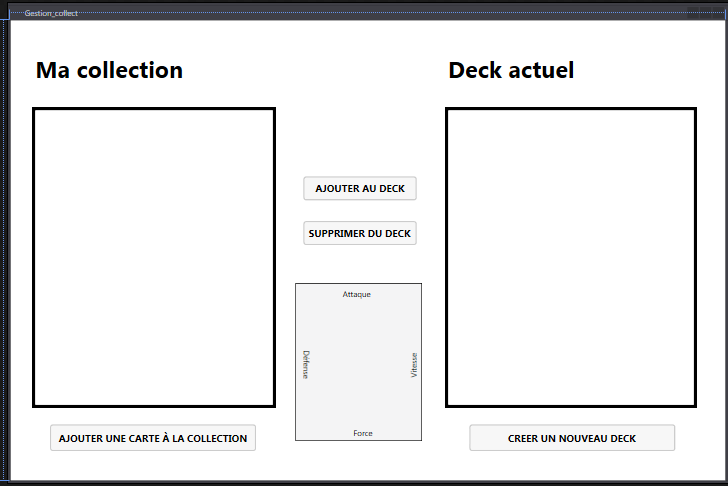 Gestion_collect
Ma collection
Deck actuel
AJOUTER AU DECK
SUPPRIMER DU DECK
Attaque
Défense
Vitesse
Force
AJOUTER UNE CARTE À LA COLLECTION
CREER UN NOUVEAU DECK